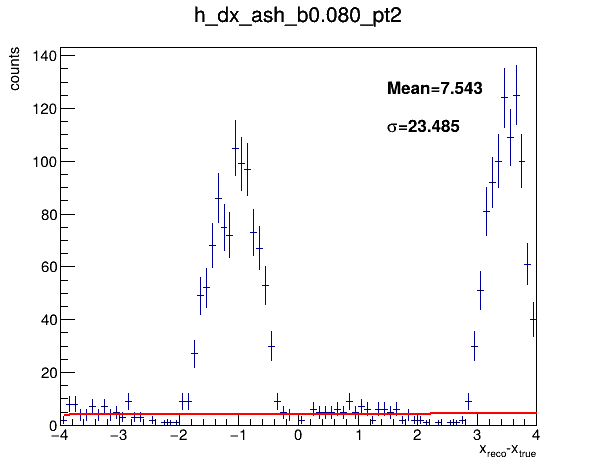 h_dx_ash_b0.080_pt2
counts
140
120
100
80
60
40
20
0
Mean=7.543
σ=23.485
−4 −3 −2 −1 0 1 2 3 4
x_reco-x_true